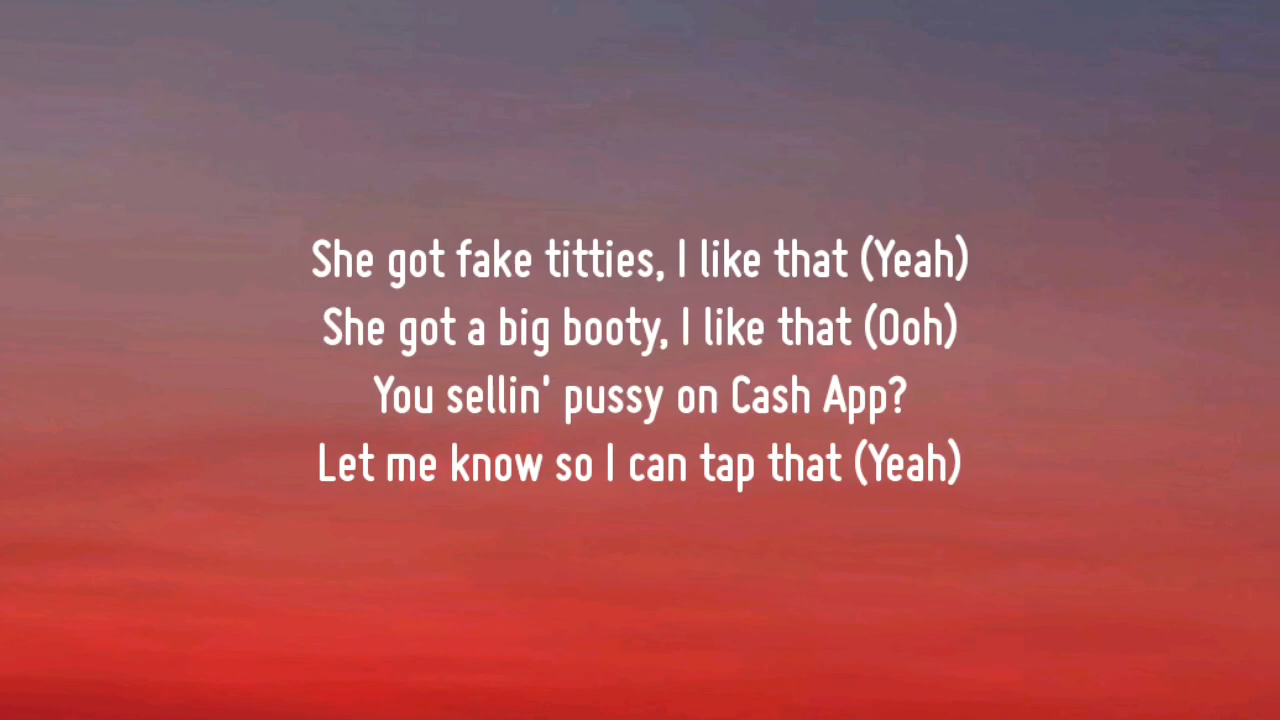 She got fake titties, I like that (Yeah)
She got a big booty, I like that (Ooh)
You sellin' pussy on Cash App?
Let me know so I can tap that (Yeah)